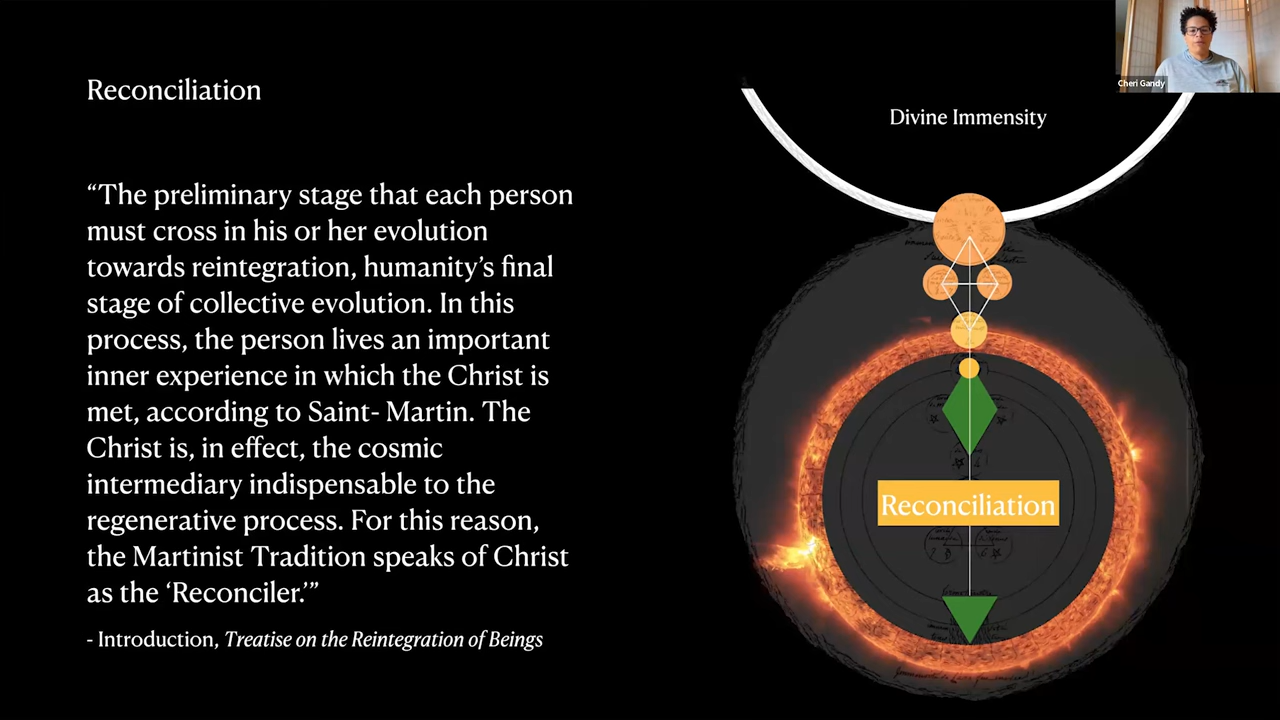 Reconciliation
“The preliminary stage that each person
must cross in his or her evolution
towards reintegration, humanity’s final
stage of collective evolution. In this
process, the person lives an important
inner experience in which the Christ is
met, according to Saint- Martin. The
Christ is, in effect, the cosmic
intermediary indispensable to the
regenerative process. For this reason,
the Martinist Tradition speaks of Christ
as the ‘Reconciler.’”
- Introduction, Treatise on the Reintegration of Beings
Divine Immensity
Reconciliation
Cheri Gandy